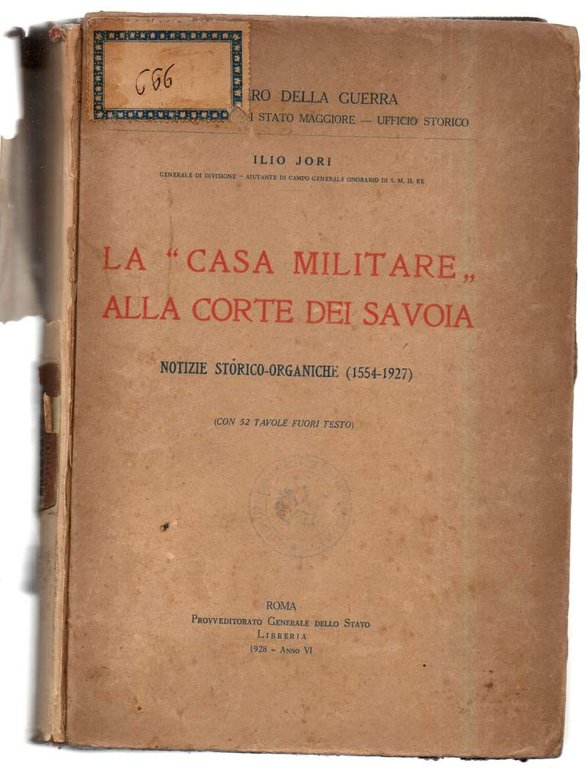 666
RO DELLA GUERRA
I STATO MAGGIORE — UFFICIO STORICO
ILIO JORI
GENERALE DI DIVISIONE - AIUTANTE DI CAMPO GENERALE ONORARIO DI S. M. IL RE
LA “CASA MILITARE„
ALLA CORTE DEI SAVOIA
NOTIZIE STORICO-ORGANICHE (1554-1927)
(CON 52 TAVOLE FUORI TESTO)
ROMA
PROVVEDITORATO GENERALE DELLO STATO
LIBRERIA
1928 - ANNO VI